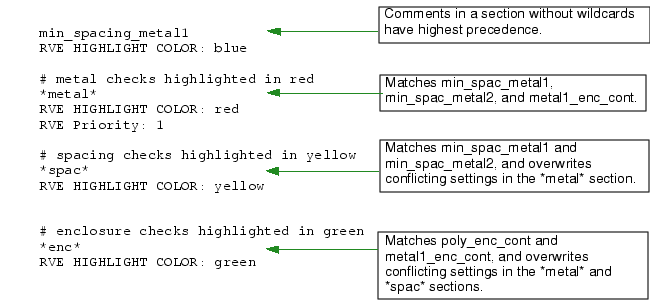 min_spacing_metal1
RVE HIGHLIGHT COLOR: blue
Comments in a section without wildcards
have highest precedence.
# metal checks highlighted in red
*metal*
RVE HIGHLIGHT COLOR: red
RVE Priority: 1
Matches min_spac_metal1,
min_spac_metal2, and metal1_enc_cont.
# spacing checks highlighted in yellow
*spac*
RVE HIGHLIGHT COLOR: yellow
Matches min_spac_metal1 and
min_spac_metal2, and overwrites
conflicting settings in the *metal* section.
# enclosure checks highlighted in green
*enc*
RVE HIGHLIGHT COLOR: green
Matches poly_enc_cont and
metal1_enc_cont, and overwrites
conflicting settings in the *metal* and
*spac* sections.